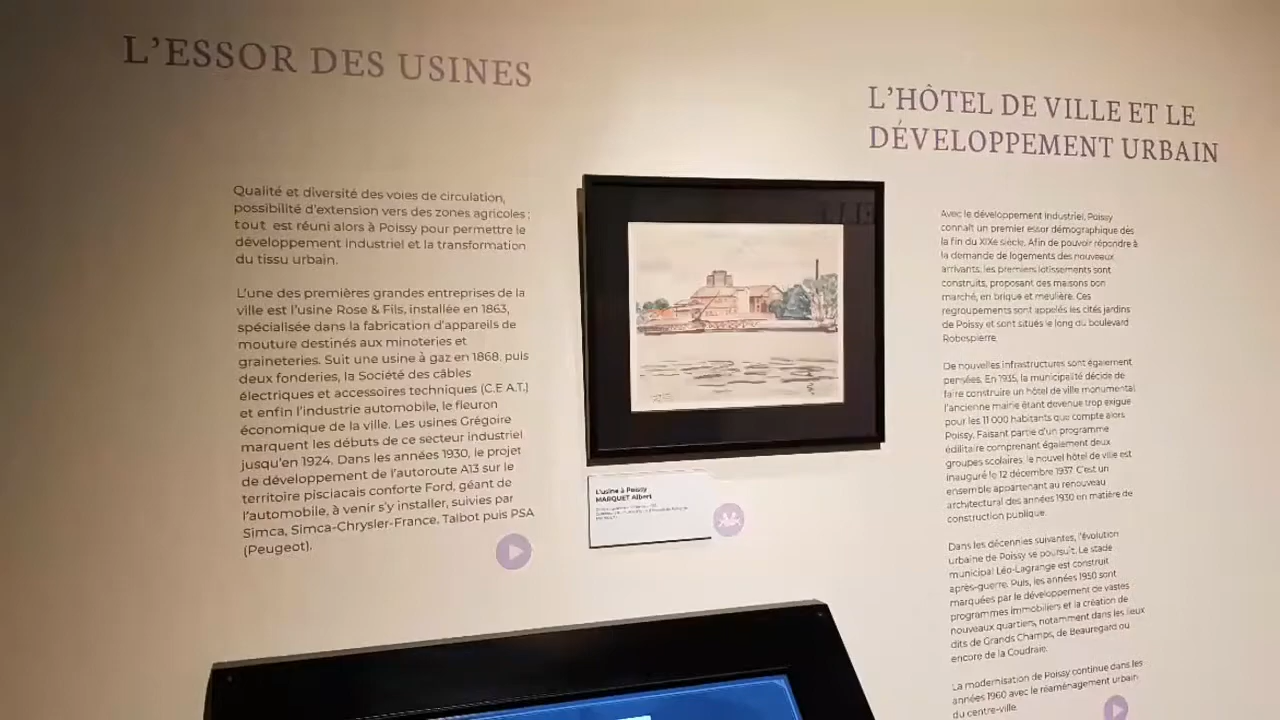 L'ESSOR DES USINES
Qualité et diversité des voies de circulation,
possibilité d'extension vers des zones agricoles ;
tout est réuni alors à Poissy pour permettre le
développement industriel et la transformation
du tissu urbain.
L'une des premières grandes entreprises de la
ville est l'usine Rose & Fils, installée en 1863,
spécialisée dans la fabrication d'appareils de
mouture destinés aux minoteries et
graineteries. Suit une usine à gaz en 1868, puis
deux fonderies, la Société des câbles
électriques et accessoires techniques (C.E.A.T.)
et enfin l'industrie automobile, le fleuron
économique de la ville. Les usines Grégoire
marquent les débuts de ce secteur industriel
jusqu'en 1924. Dans les années 1930, le projet
de développement de l'autoroute A13 sur le
territoire pisciacais conforte Ford, géant de
l'automobile, à venir s'y installer, suivies par
Simca, Simca-Chrysler-France, Talbot puis PSA
(Peugeot).
L'usine à Poissy
MARQUET Albert
L'HÔTEL DE VILLE ET LE
DÉVELOPPEMENT URBAIN
Avec le développement industriel, Poissy
connaît un premier essor démographique dès
la fin du XIXe siècle. Afin de pouvoir répondre à
la demande de logements des nouveaux
arrivants, les premiers lotissements sont
construits, proposant des maisons bon
marché, en brique et meulière. Ces
regroupements sont appelés les cités jardins
de Poissy et sont situés le long du boulevard
Robespierre.
De nouvelles infrastructures sont également
pensées. En 1935, la municipalité décide de
faire construire un hôtel de ville monumental
l'ancienne mairie étant devenue trop exiguë
pour les 11 000 habitants que compte alors
Poissy. Faisant partie d'un programme
édilitaire comprenant également deux
groupes scolaires, le nouvel hôtel de ville est
inauguré le 12 décembre 1937. C'est un
ensemble appartenant au renouveau
architectural des années 1930 en matière de
construction publique.
Dans les décennies suivantes, l'évolution
urbaine de Poissy se poursuit. Le stade
municipal Léo-Lagrange est construit
après-guerre. Puis, les années 1950 sont
marquées par le développement de vastes
programmes immobiliers et la création de
nouveaux quartiers, notamment dans les lieux
dits de Grands Champs, de Beauregard ou
encore de la Coudraie.
La modernisation de Poissy continue dans les
années 1960 avec le réaménagement urbain
du centre-ville.